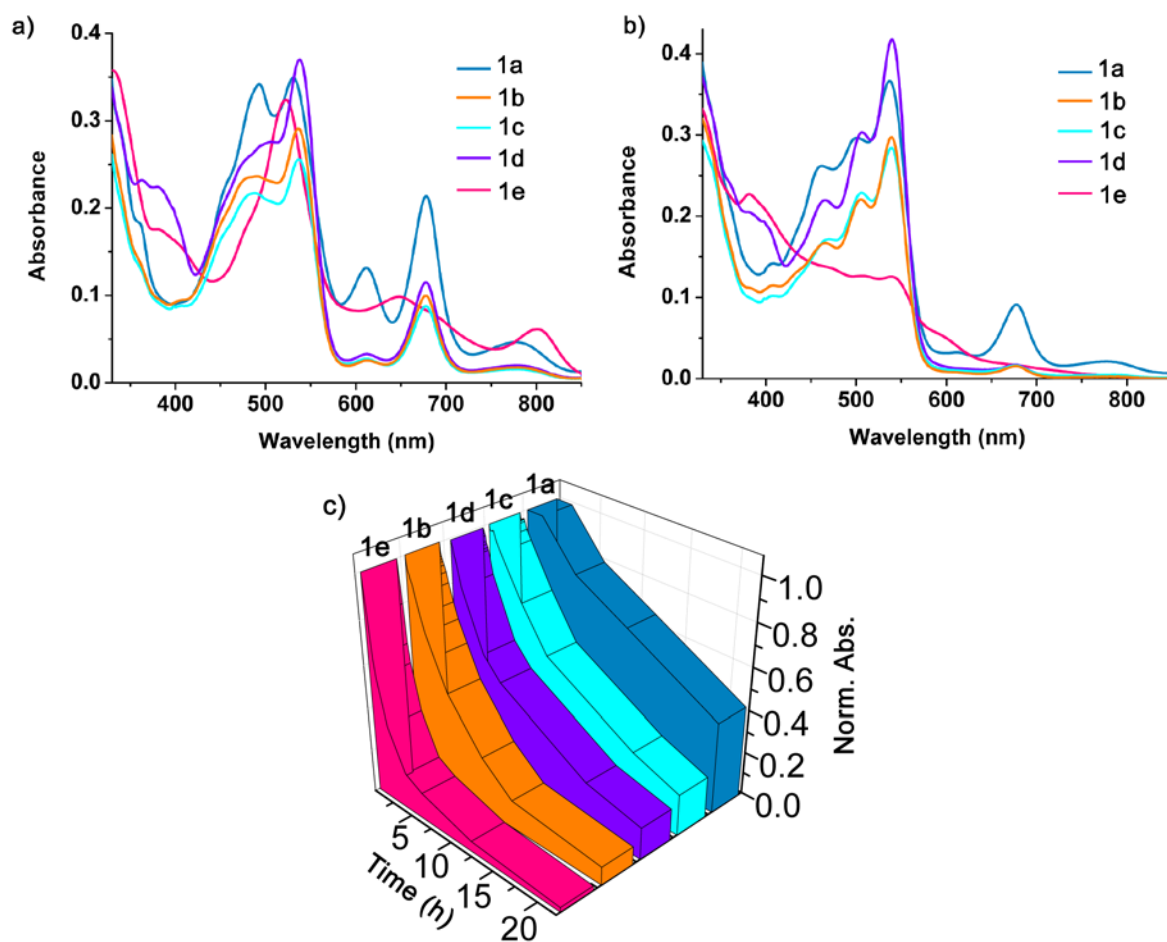 a)
0.4
0.3
0.2
0.1
0.0
Absorbance
400 500 600 700 800
Wavelength (nm)
1a
1b
1c
1d
1e
b)
0.4
0.3
0.2
0.1
0.0
Absorbance
400 500 600 700 800
Wavelength (nm)
1a
1b
1c
1d
1e
c)
1e 1b 1d 1c 1a
1.0
0.8
0.6
0.4
0.2
0.0
Norm. Abs.
5 10 15 20
Time (h)